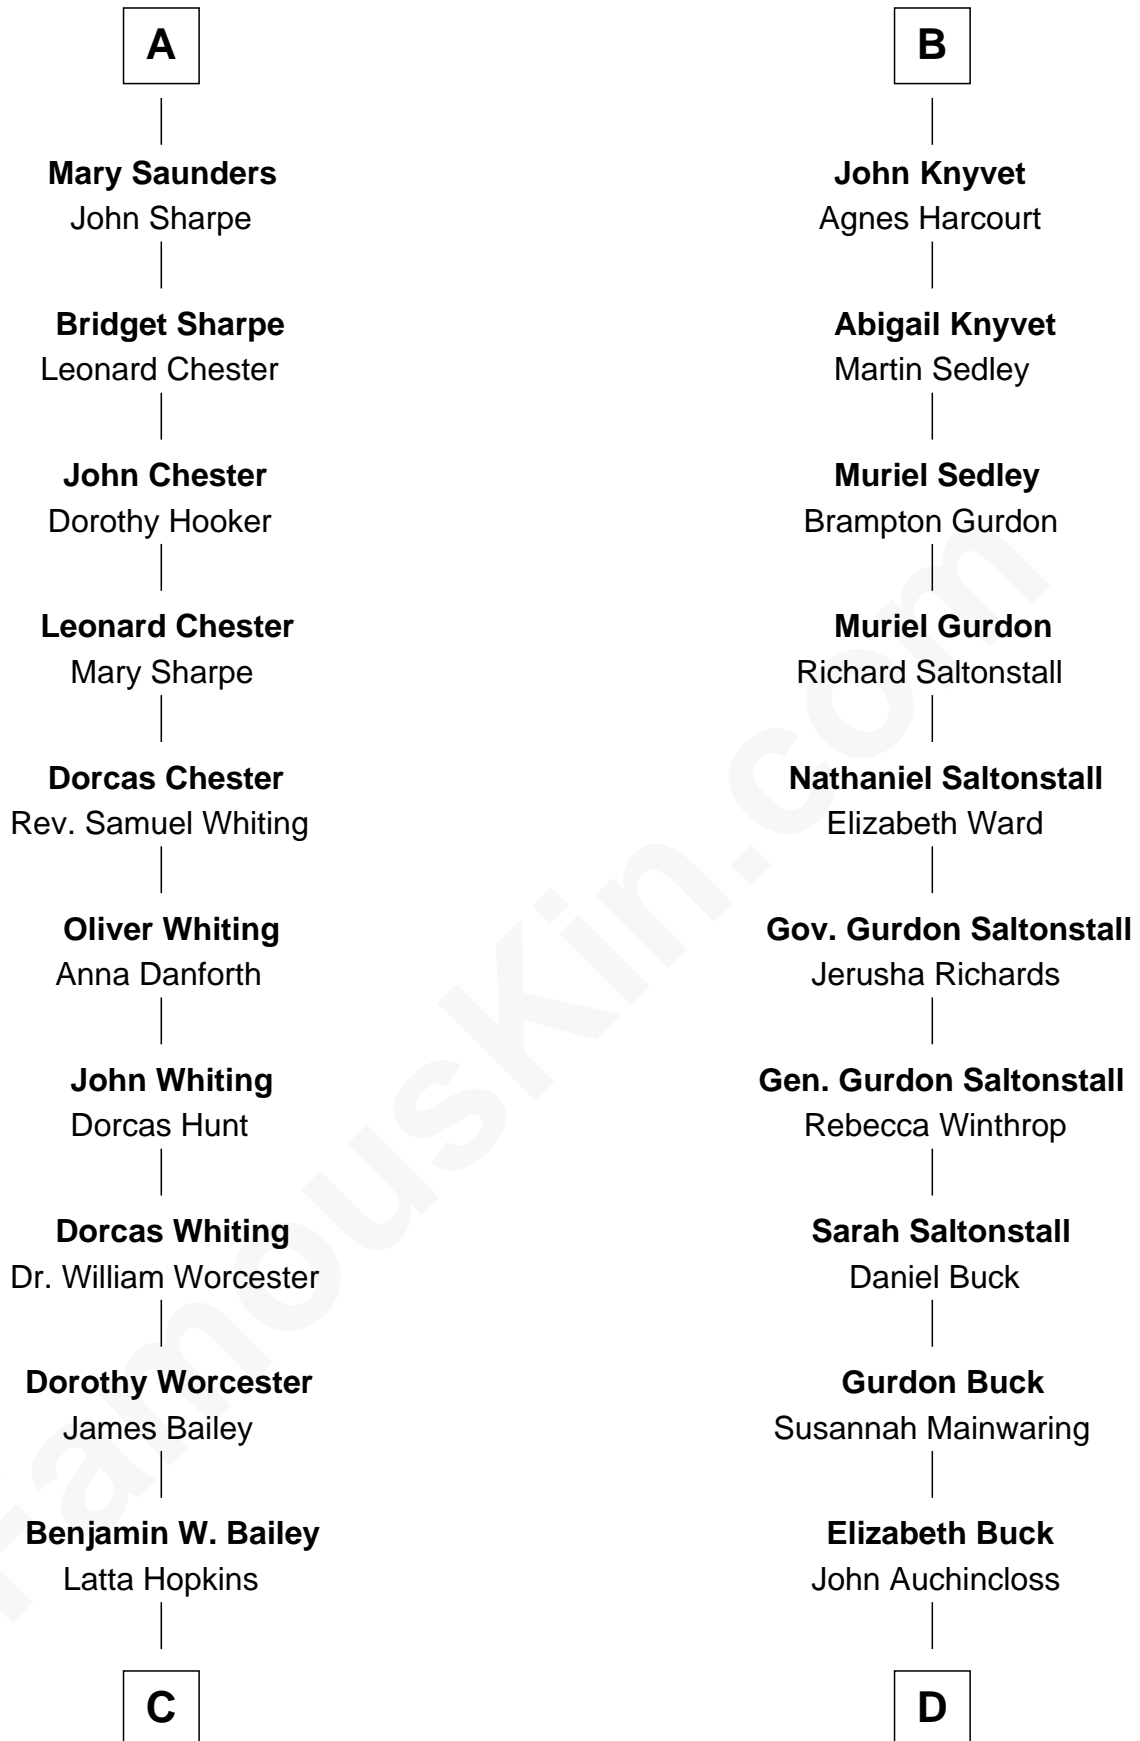 A
Mary Saunders
John Sharpe
Bridget Sharpe
Leonard Chester
John Chester
Dorothy Hooker
Leonard Chester
Mary Sharpe
Dorcas Chester
Rev. Samuel Whiting
Oliver Whiting
Anna Danforth
John Whiting
Dorcas Hunt
Dorcas Whiting
Dr. William Worcester
Dorothy Worcester
James Bailey
Benjamin W. Bailey
Latta Hopkins
C
B
John Knyvet
Agnes Harcourt
Abigail Knyvet
Martin Sedley
Muriel Sedley
Brampton Gurdon
Muriel Gurdon
Richard Saltonstall
Nathaniel Saltonstall
Elizabeth Ward
Gov. Gurdon Saltonstall
Jerusha Richards
Gen. Gurdon Saltonstall
Rebecca Winthrop
Sarah Saltonstall
Daniel Buck
Gurdon Buck
Susannah Mainwaring
Elizabeth Buck
John Auchincloss
D
FamousKin.com